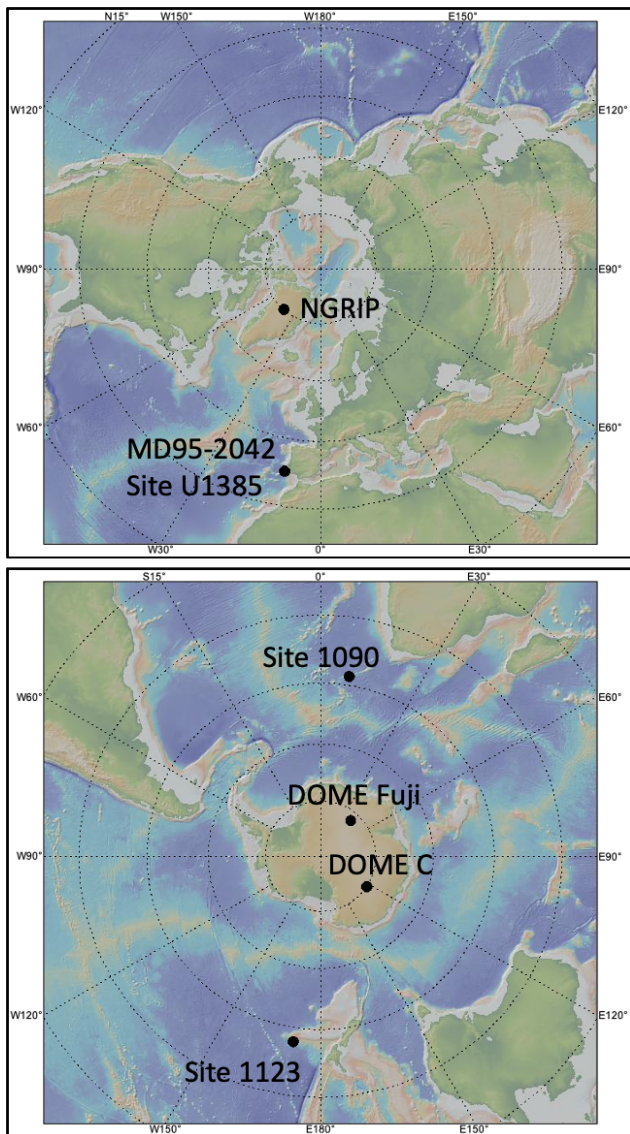 N15° W150° W180° E150°
W120° E120°
W90° E90°
NGRIP
W60° E60°
MD95-2042
Site U1385
W30° 0° E30°
S15° 0° E30°
Site 1090
W60° E60°
DOME Fuji
W90° E90°
DOME C
W120° E120°
Site 1123
W150° E180° E150°